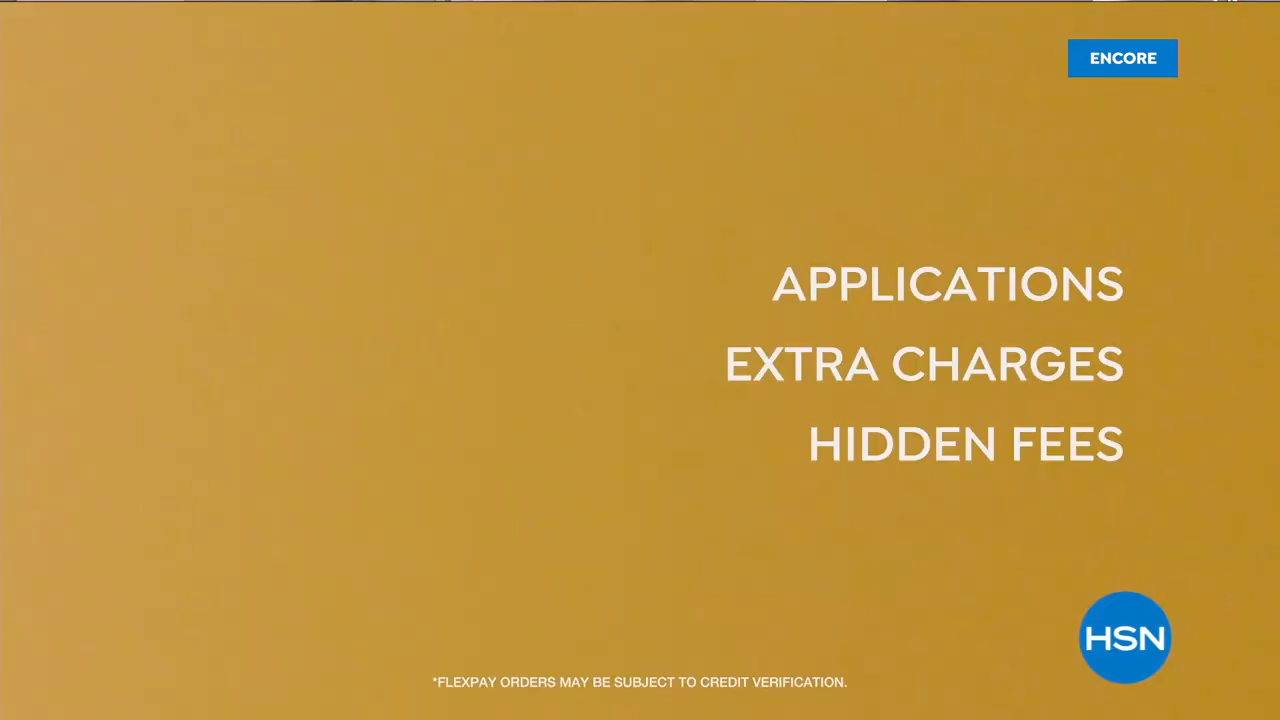 ENCORE
APPLICATIONS
EXTRA CHARGES
HIDDEN FEES
HSN
*FLEXPAY ORDERS MAY BE SUBJECT TO CREDIT VERIFICATION.